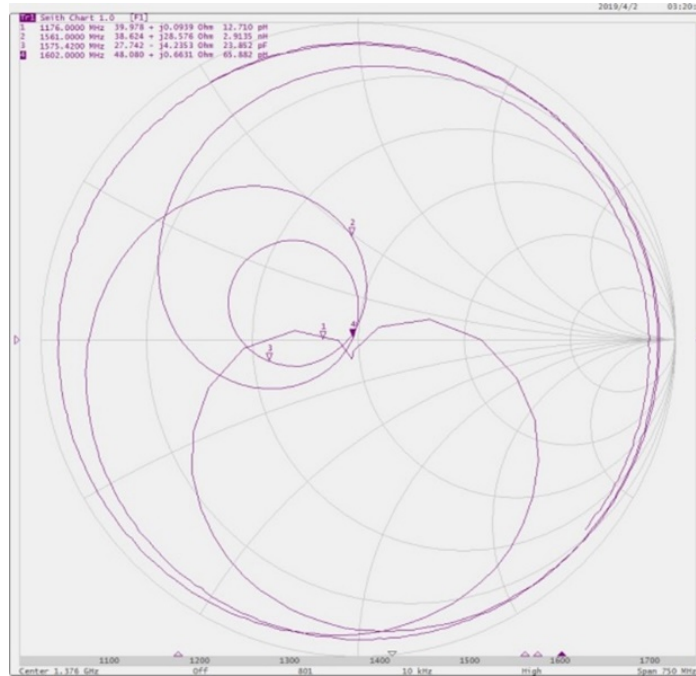 2019/4/2 03:20:
Tr1 Smith Chart 1.0 [F1]
1 1176.0000 MHz 39.978 + j0.0939 Ohm 12.710 pH
2 1561.0000 MHz 38.624 + j28.576 Ohm 2.9135 nH
3 1575.4200 MHz 27.742 - j4.2353 Ohm 23.852 pF
4 1602.0000 MHz 48.080 + j0.6631 Ohm 65.882 pH
2
4
1
3
1100 1200 1300 1400 1500 1600 1700
Center 1.376 GHz Off 801 10 kHz High Span 750 MHz